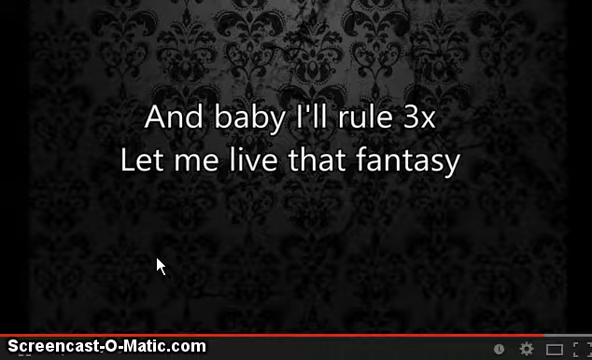 And baby I'll rule 3x
Let me live that fantasy
Screencast-O-Matic.com